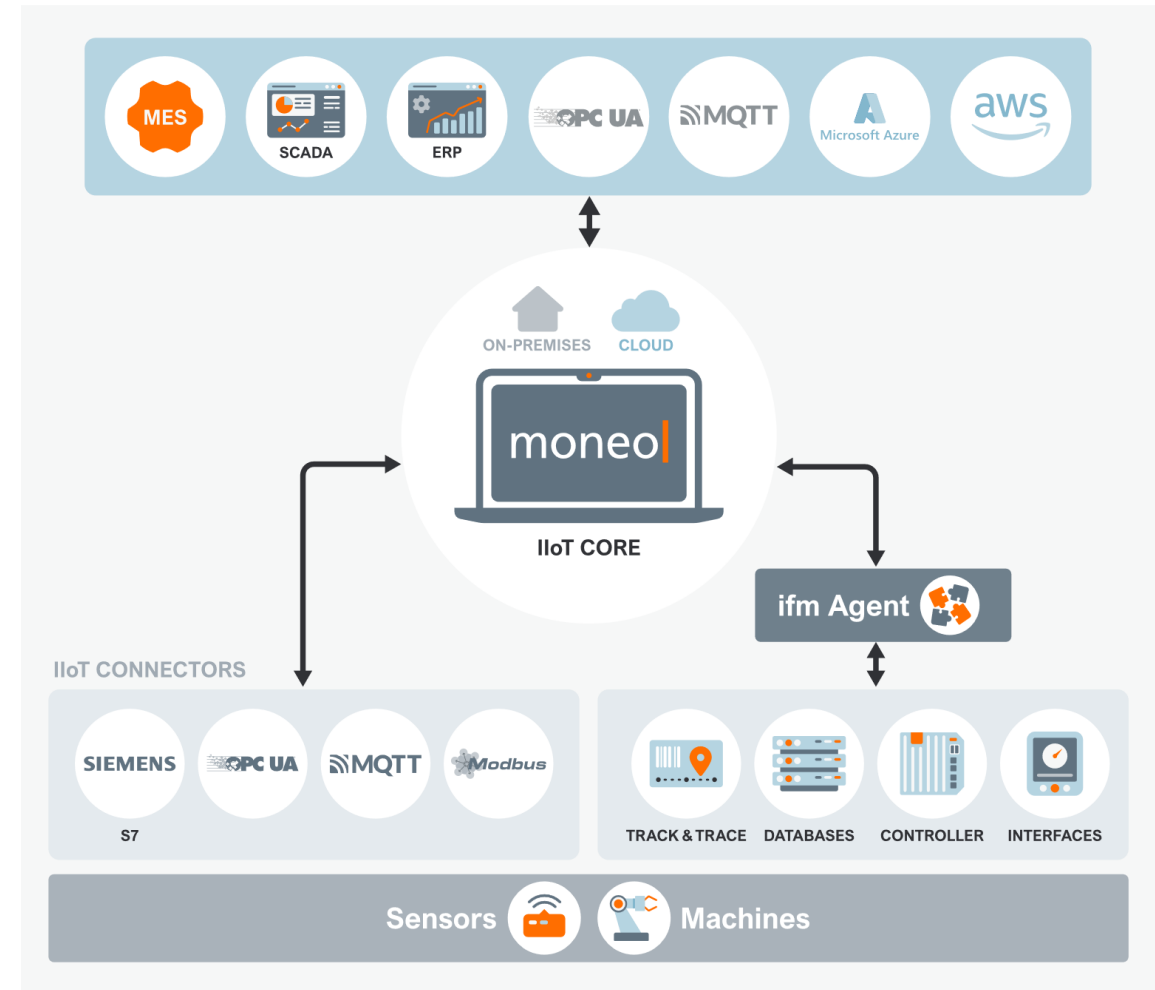 MES
SCADA
ERP
OPC UA
MQTT
Microsoft Azure
aws
ON-PREMISES
CLOUD
moneo
IIoT CORE
ifm Agent
IIoT CONNECTORS
SIEMENS
S7
OPC UA
MQTT
Modbus
TRACK & TRACE
DATABASES
CONTROLLER
INTERFACES
Sensors
Machines